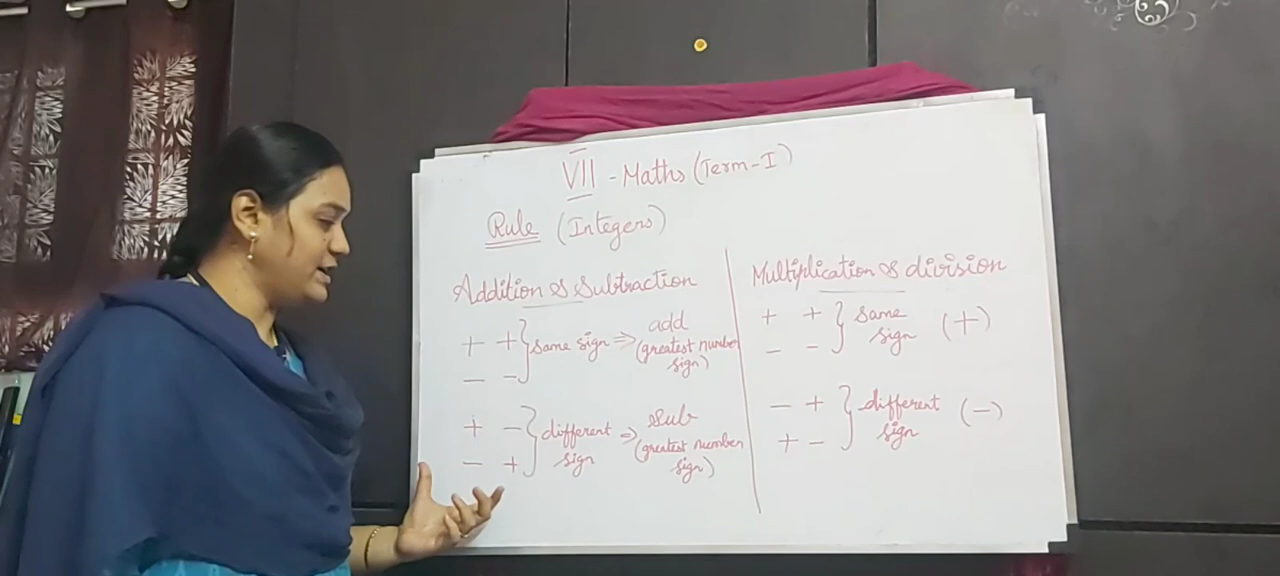 VII - Maths (Term-I)
Rule (Integers)
Addition & Subtraction
+ + } same sign ⇒ add
- - (greatest number sign)
+ - } different sign ⇒ sub
- + (greatest number sign)
Multiplication & division
+ + } same sign (+)
- -
- + } different sign (-)
+ -